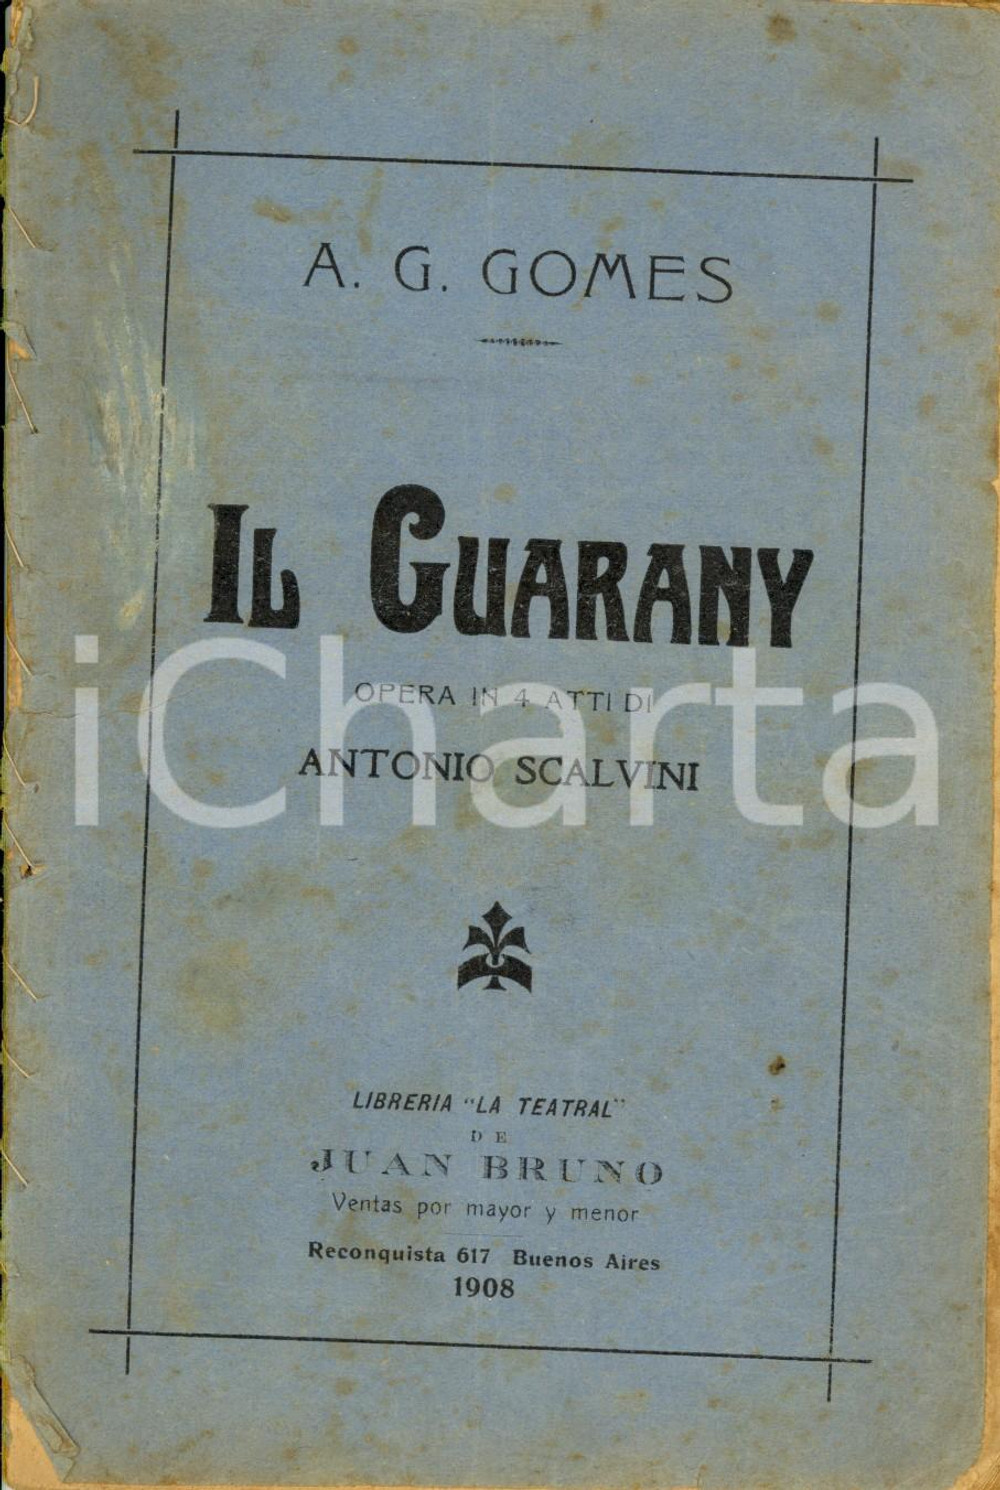 A. G. GOMES
IL GUARANY
OPERA IN 4 ATTI DI
ANTONIO SCALVINI
iCharta
LIBRERIA "LA TEATRAL"
DE
JUAN BRUNO
Ventas por mayor y menor
Reconquista 617 Buenos Aires
1908